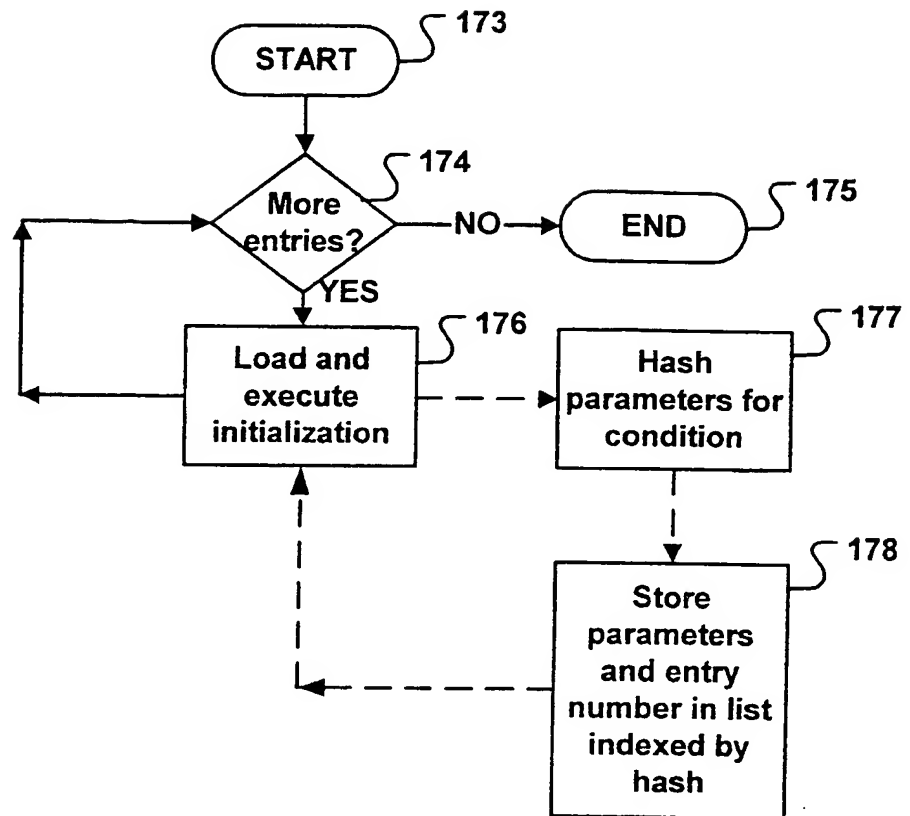 173
START
174
More
entries?
NO
175
END
YES
176
Load and
execute
initialization
177
Hash
parameters for
condition
178
Store
parameters
and entry
number in list
indexed by
hash